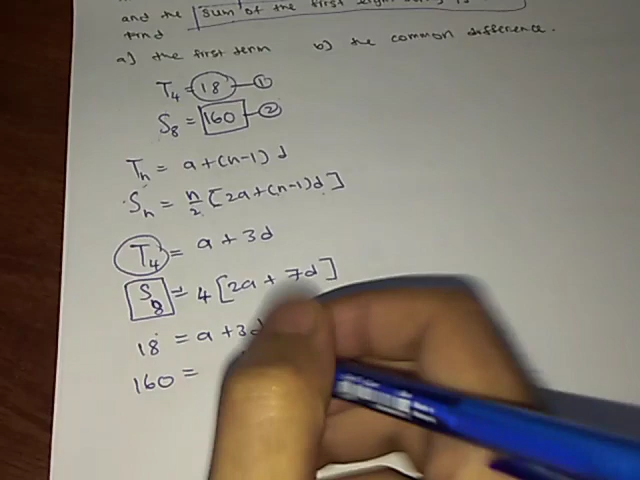 and the sum of the first eight
find
a) the first term b) the common difference.
T4 = 18 — ①
S8 = 160 — ②
Tn = a+(n-1) d
Sn = n/2 [2a+(n-1)d]
T4 = a + 3d
S8 = 4 [2a + 7d]
18 = a +3d
160 =